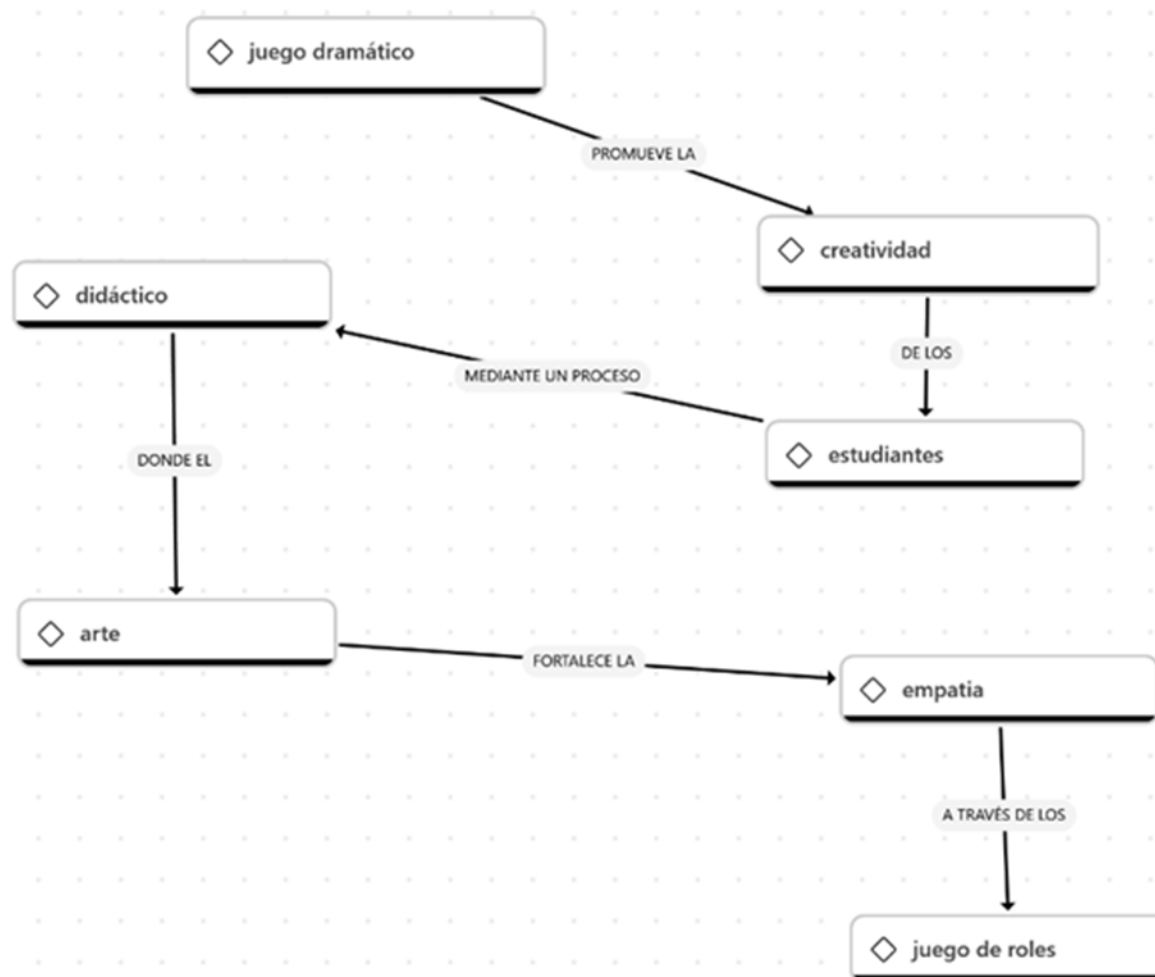 juego dramático
PROMUEVE LA
creatividad
DE LOS
estudiantes
MEDIANTE UN PROCESO
didáctico
DONDE EL
arte
FORTALECE LA
empatia
A TRAVÉS DE LOS
juego de roles